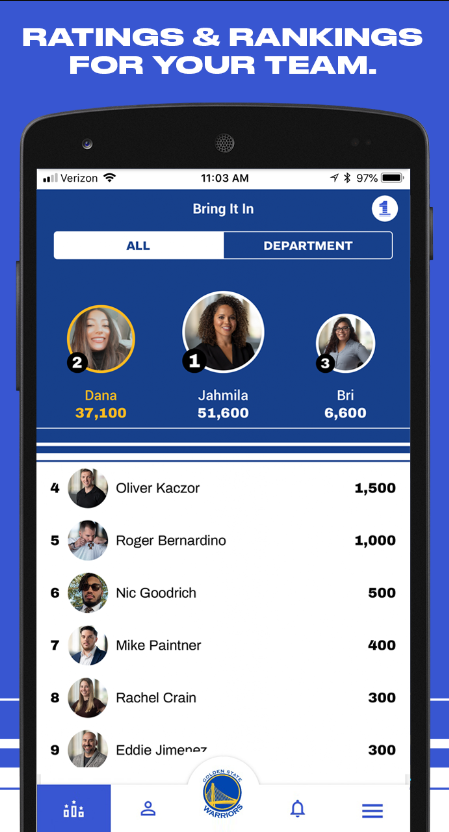 RATINGS & RANKINGS
FOR YOUR TEAM.
Verizon 11:03 AM 97%
Bring It In
1
ALL DEPARTMENT
2 1 3
Dana Jahmila Bri
37,100 51,600 6,600
4 Oliver Kaczor 1,500
5 Roger Bernardino 1,000
6 Nic Goodrich 500
7 Mike Paintner 400
8 Rachel Crain 300
9 Eddie Jimenez 300
GOLDEN STATE
WARRIORS